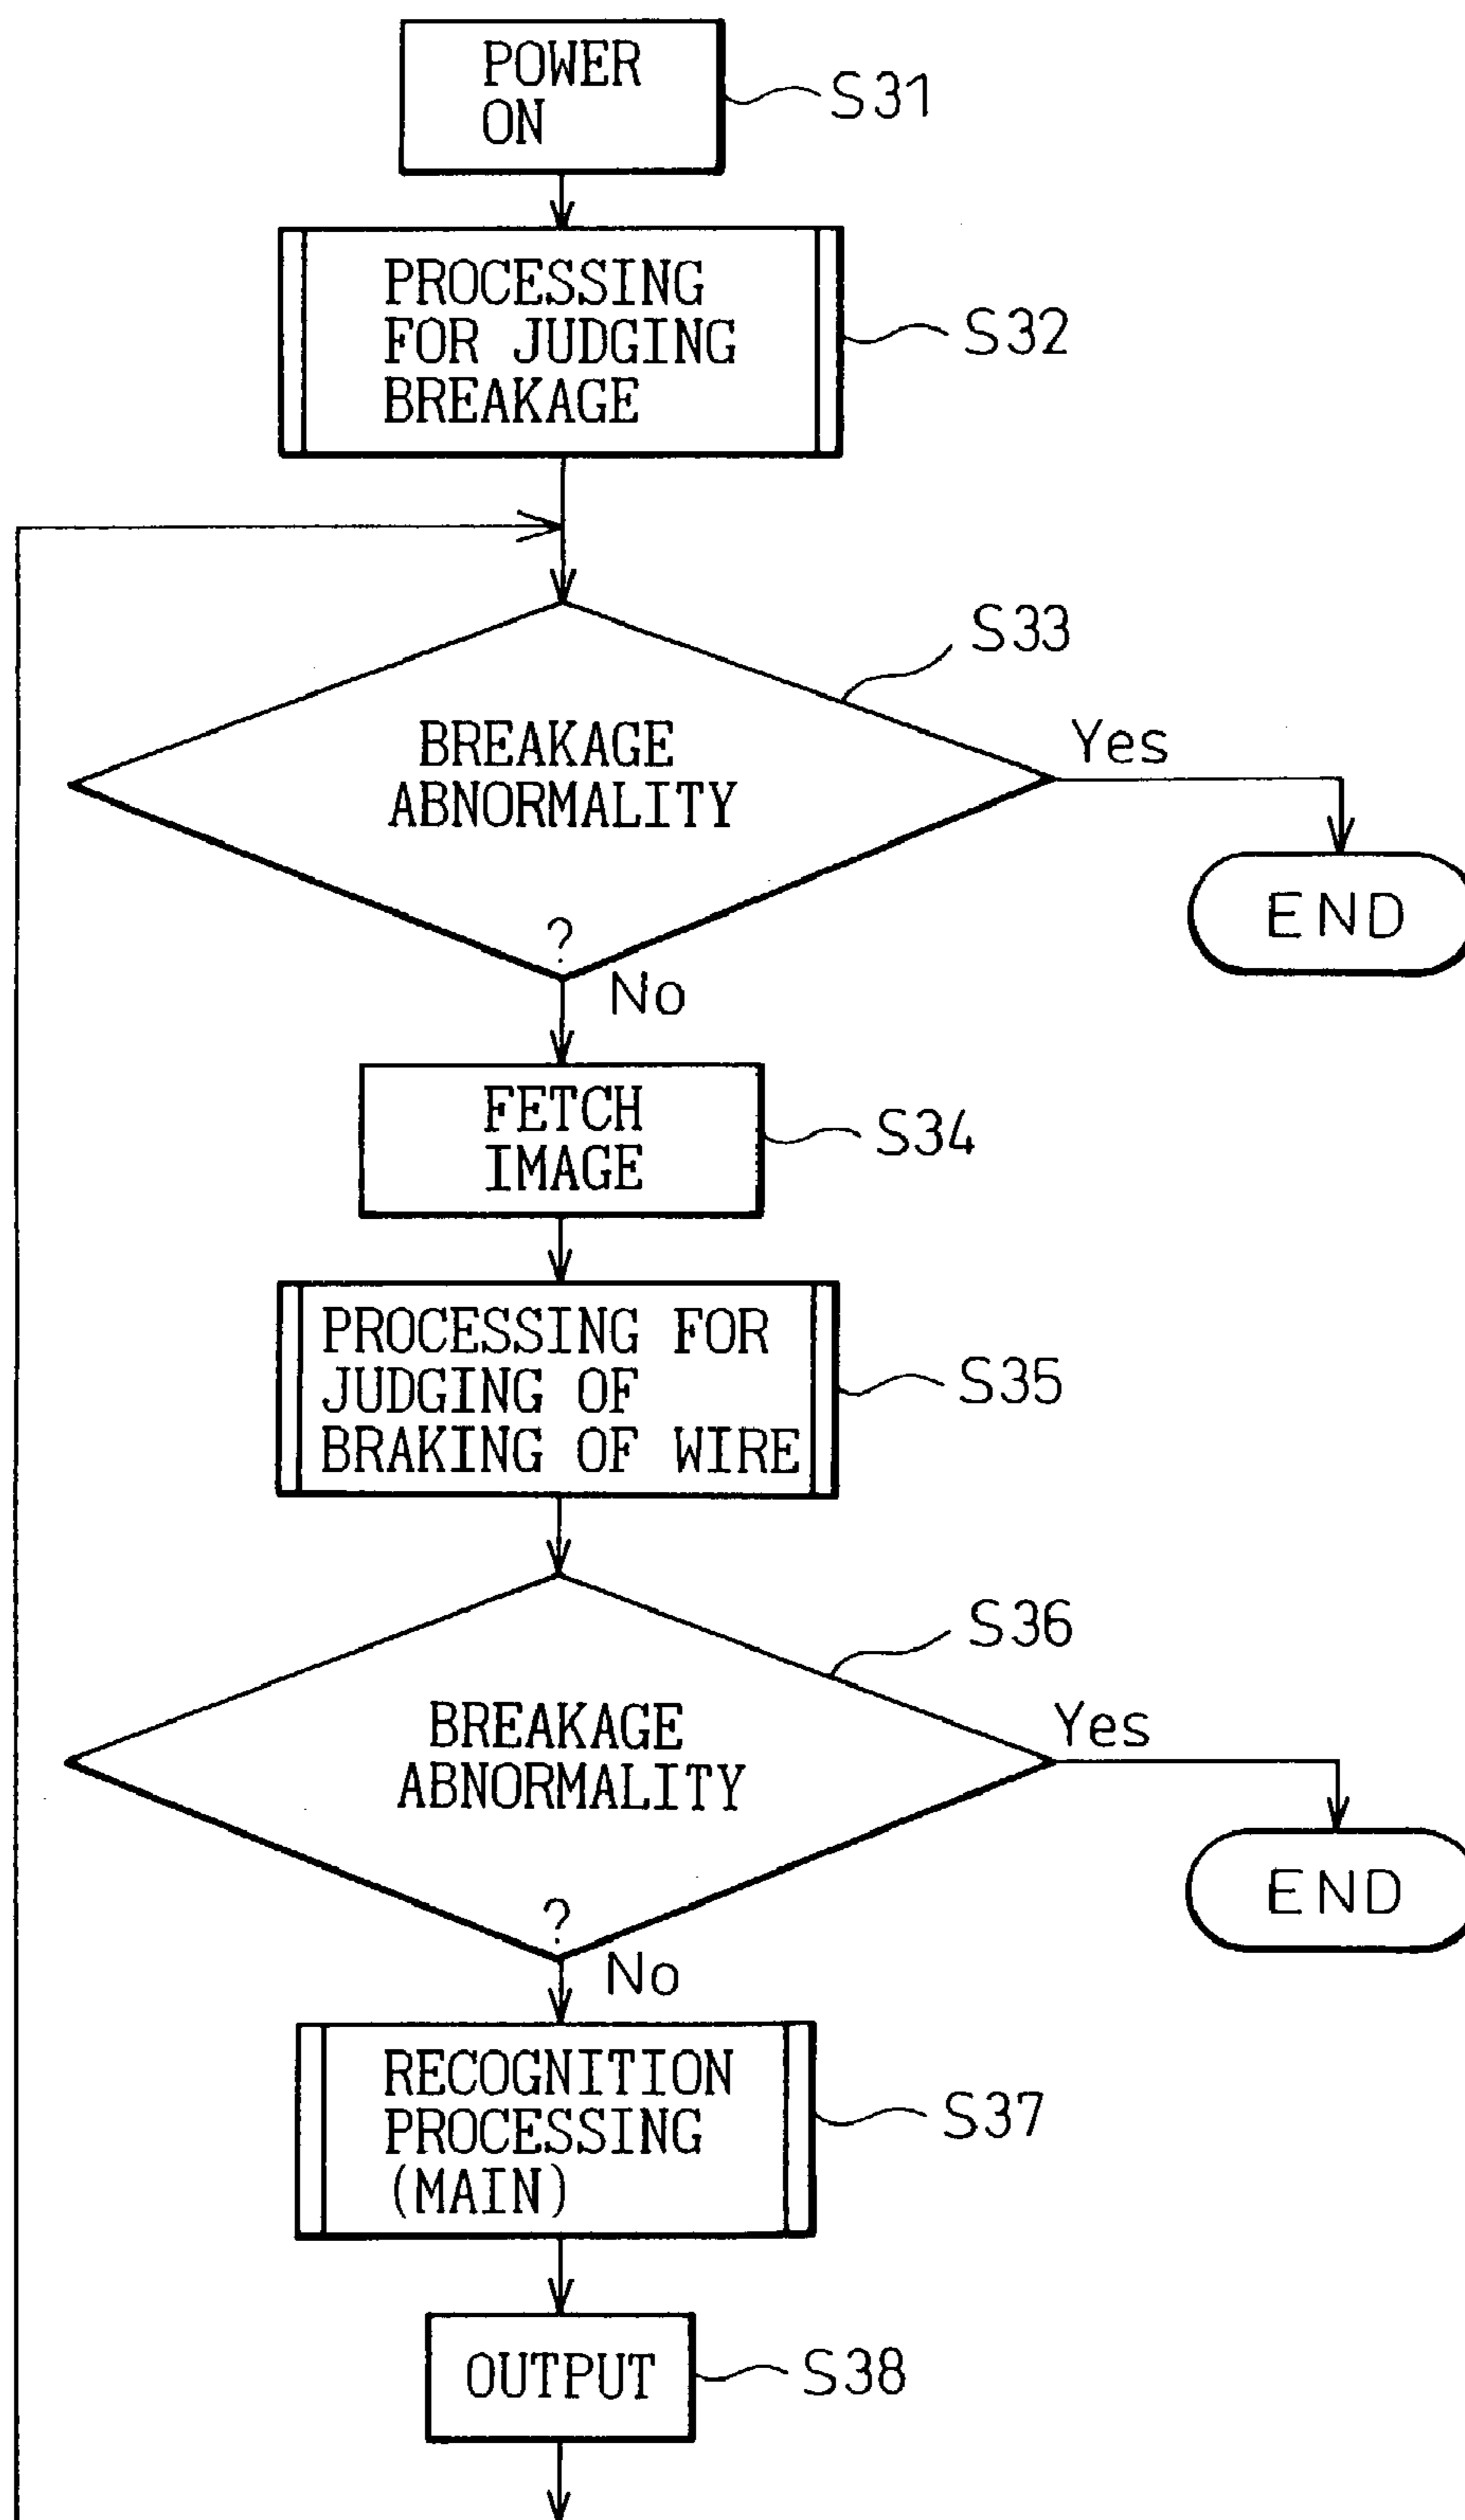 POWER
ON
S31
PROCESSING
FOR JUDGING
BREAKAGE
S32
S33
BREAKAGE
ABNORMALITY
?
Yes
END
No
FETCH
IMAGE
S34
PROCESSING FOR
JUDGING OF
BRAKING OF WIRE
S35
S36
BREAKAGE
ABNORMALITY
?
Yes
END
No
RECOGNITION
PROCESSING
(MAIN)
S37
OUTPUT
S38